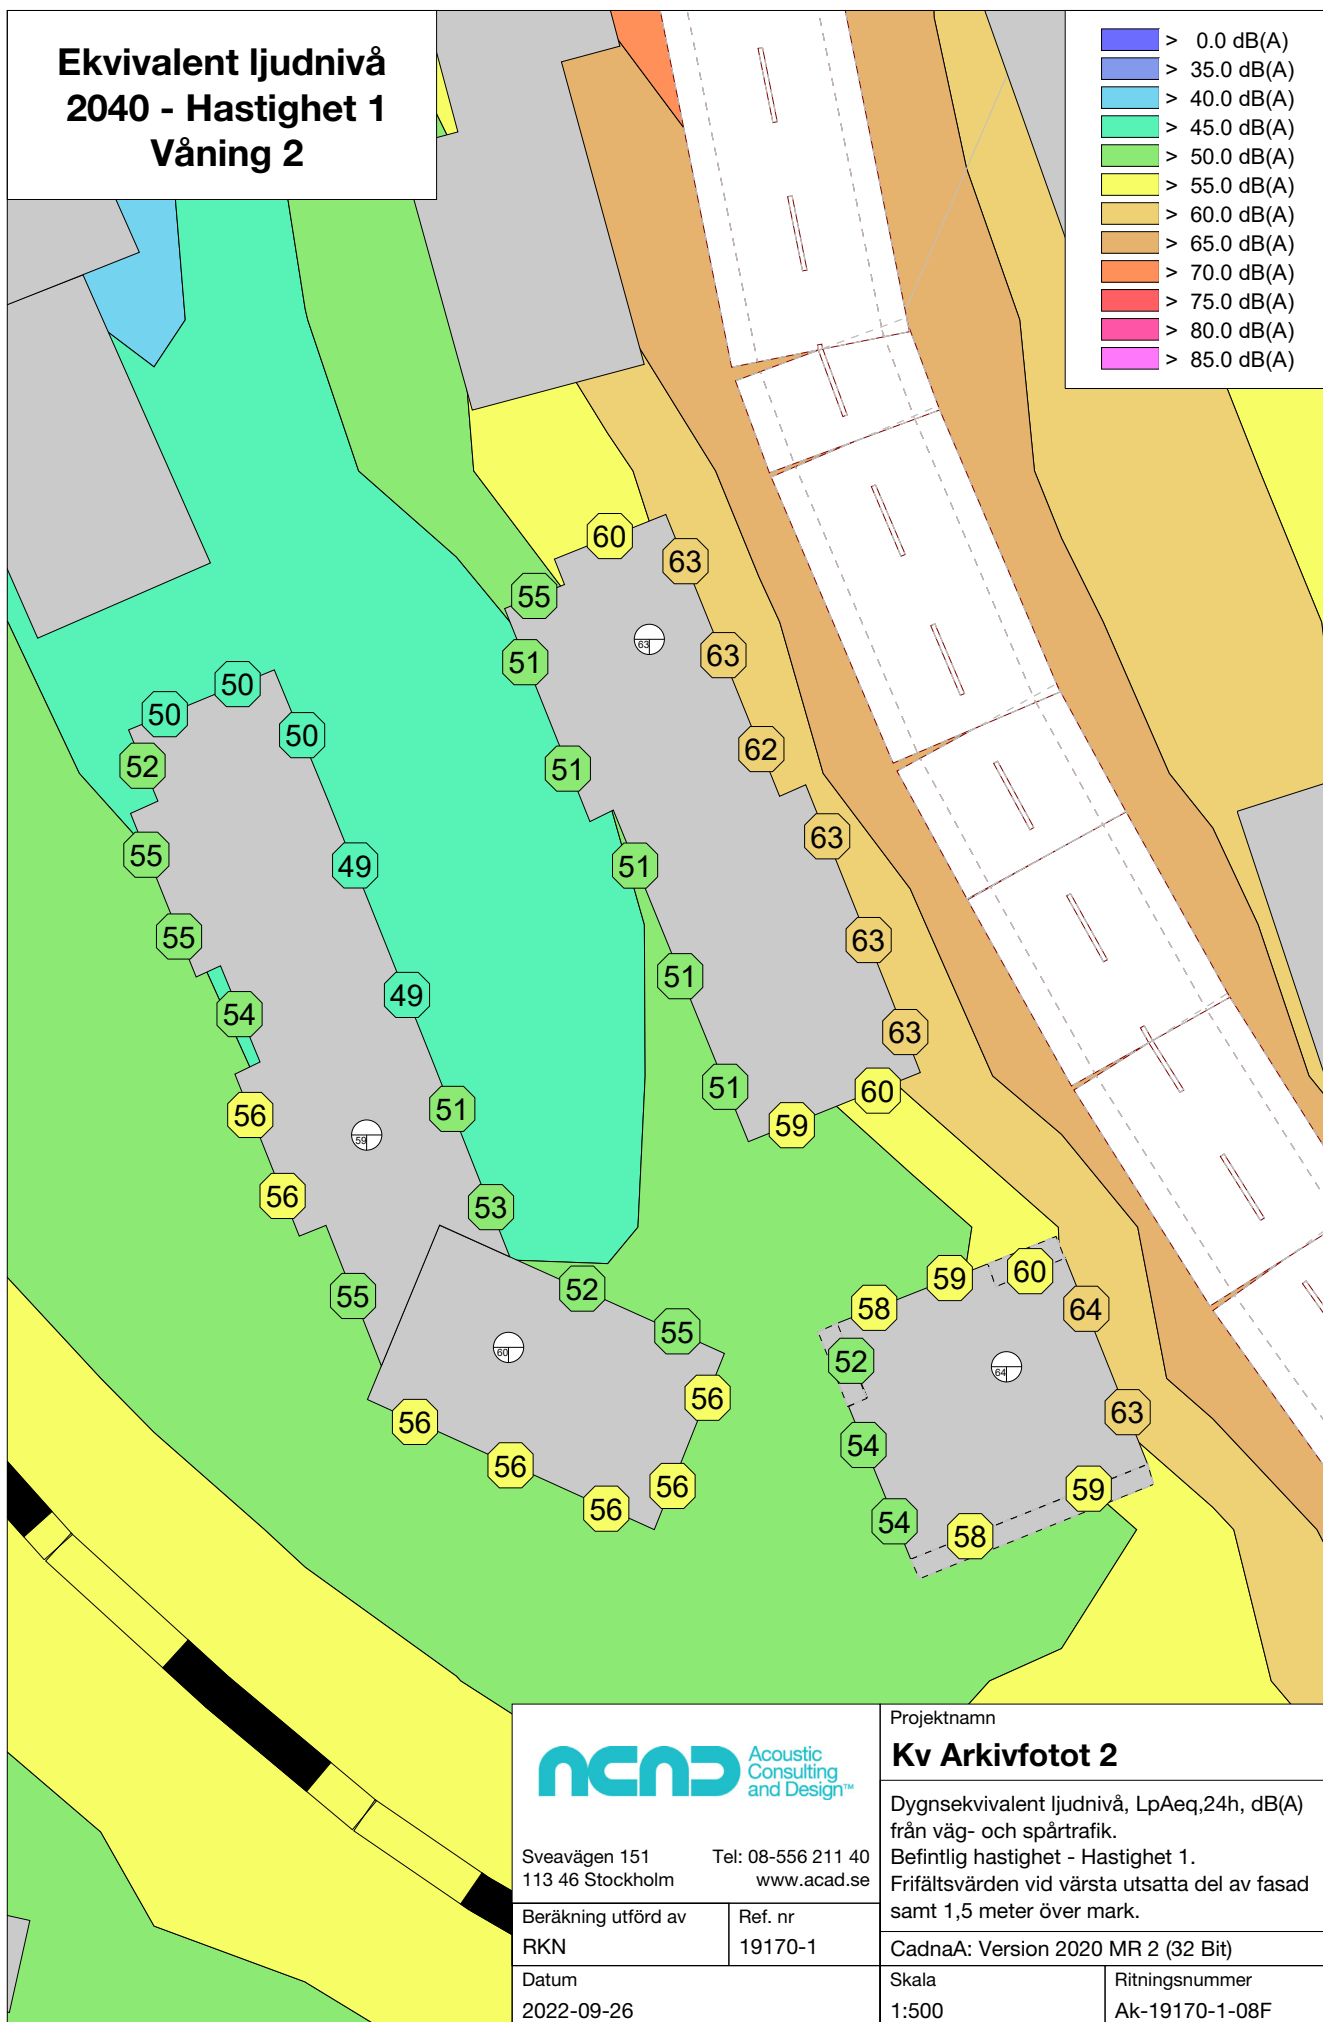 Ekvivalent ljudnivå
2040 - Hastighet 1
Våning 2
> 0.0 dB(A)
> 35.0 dB(A)
> 40.0 dB(A)
> 45.0 dB(A)
> 50.0 dB(A)
> 55.0 dB(A)
> 60.0 dB(A)
> 65.0 dB(A)
> 70.0 dB(A)
> 75.0 dB(A)
> 80.0 dB(A)
> 85.0 dB(A)
60
63
55
63
51
63
50
50
50
62
52
51
63
55
49
51
55
63
51
49
54
63
51
60
56
51
59
59
56
53
59
60
52
58
64
55
55
60
52
64
56
56
63
54
56
56
59
56
54
58
acad
Acoustic
Consulting
and Design™
Sveavägen 151 Tel: 08-556 211 40
113 46 Stockholm www.acad.se
Beräkning utförd av
RKN
Ref. nr
19170-1
Datum
2022-09-26
Projektnamn
Kv Arkivfotot 2
Dygnsekvivalent ljudnivå, LpAeq,24h, dB(A)
från väg- och spårtrafik.
Befintlig hastighet - Hastighet 1.
Frifältsvärden vid värsta utsatta del av fasad
samt 1,5 meter över mark.
CadnaA: Version 2020 MR 2 (32 Bit)
Skala
1:500
Ritningsnummer
Ak-19170-1-08F